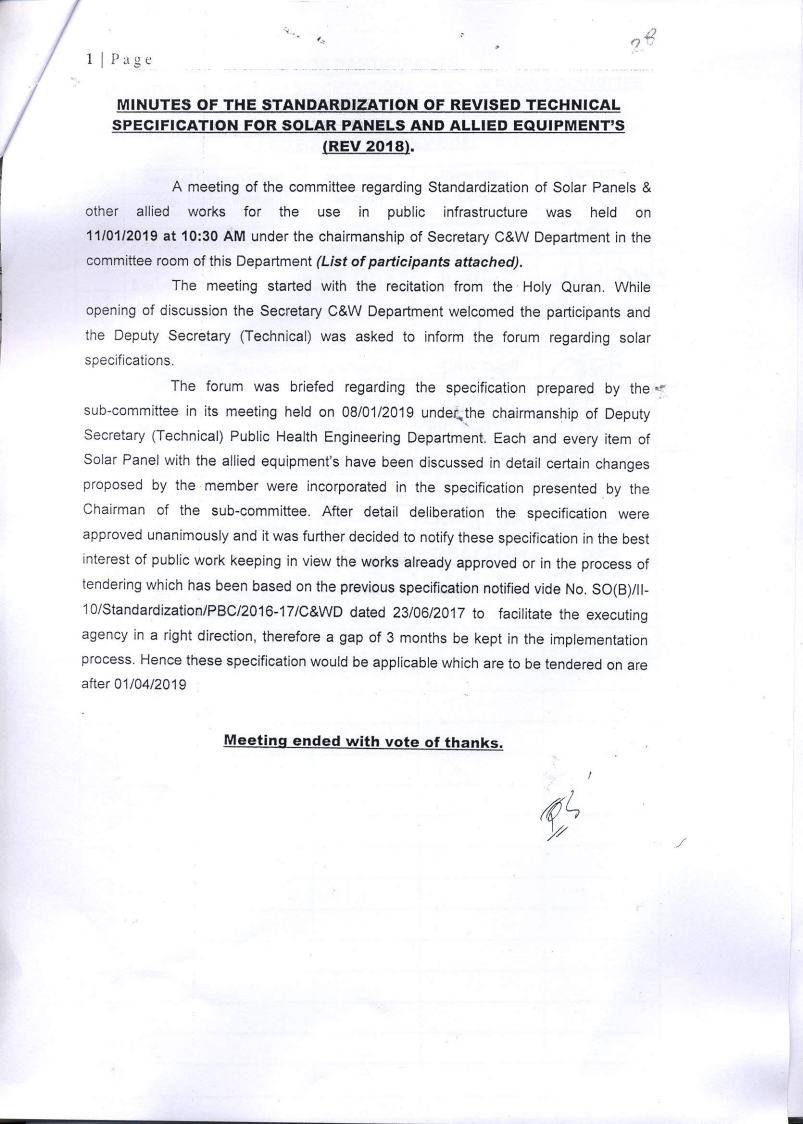 28
1 | Page
MINUTES OF THE STANDARDIZATION OF REVISED TECHNICAL
SPECIFICATION FOR SOLAR PANELS AND ALLIED EQUIPMENT'S
(REV 2018).
A meeting of the committee regarding Standardization of Solar Panels &
other allied works for the use in public infrastructure was held on
11/01/2019 at 10:30 AM under the chairmanship of Secretary C&W Department in the
committee room of this Department (List of participants attached).
The meeting started with the recitation from the Holy Quran. While
opening of discussion the Secretary C&W Department welcomed the participants and
the Deputy Secretary (Technical) was asked to inform the forum regarding solar
specifications.
The forum was briefed regarding the specification prepared by the
sub-committee in its meeting held on 08/01/2019 under the chairmanship of Deputy
Secretary (Technical) Public Health Engineering Department. Each and every item of
Solar Panel with the allied equipment's have been discussed in detail certain changes
proposed by the member were incorporated in the specification presented by the
Chairman of the sub-committee. After detail deliberation the specification were
approved unanimously and it was further decided to notify these specification in the best
interest of public work keeping in view the works already approved or in the process of
tendering which has been based on the previous specification notified vide No. SO(B)/II-
10/Standardization/PBC/2016-17/C&WD dated 23/06/2017 to facilitate the executing
agency in a right direction, therefore a gap of 3 months be kept in the implementation
process. Hence these specification would be applicable which are to be tendered on are
after 01/04/2019
Meeting ended with vote of thanks.